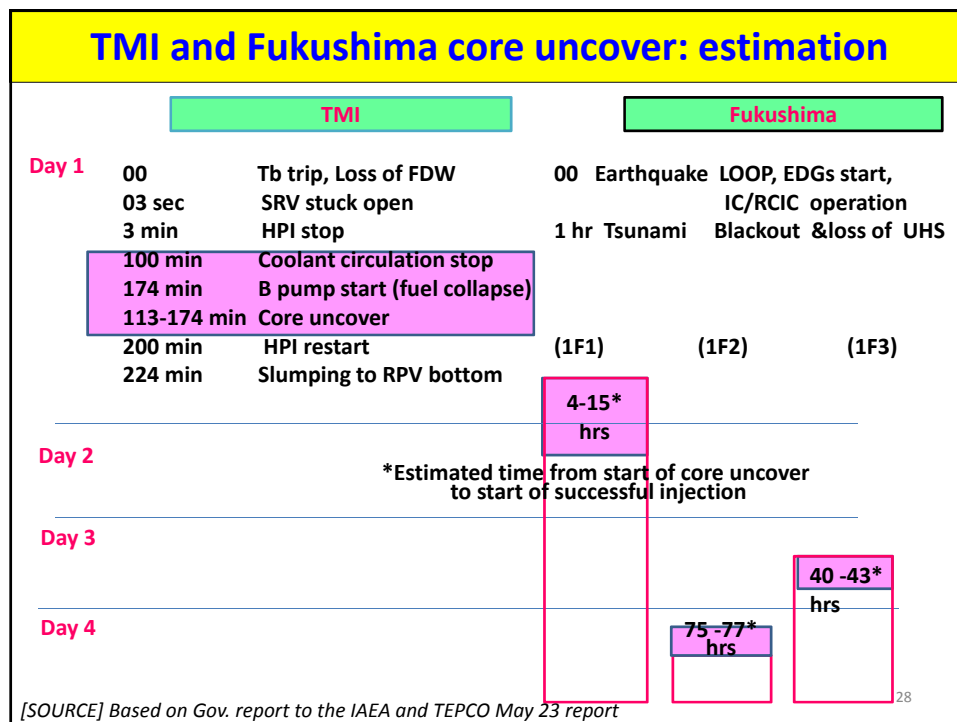 TMI and Fukushima core uncover: estimation
TMI
Fukushima
Day 1
00 Tb trip, Loss of FDW
03 sec SRV stuck open
3 min HPI stop
100 min Coolant circulation stop
174 min B pump start (fuel collapse)
113-174 min Core uncover
200 min HPI restart
224 min Slumping to RPV bottom
00 Earthquake LOOP, EDGs start,
IC/RCIC operation
1 hr Tsunami Blackout &loss of UHS
(1F1) (1F2) (1F3)
4-15*
hrs
Day 2
*Estimated time from start of core uncover
to start of successful injection
Day 3
40 -43*
hrs
Day 4
75 -77*
hrs
28
[SOURCE] Based on Gov. report to the IAEA and TEPCO May 23 report